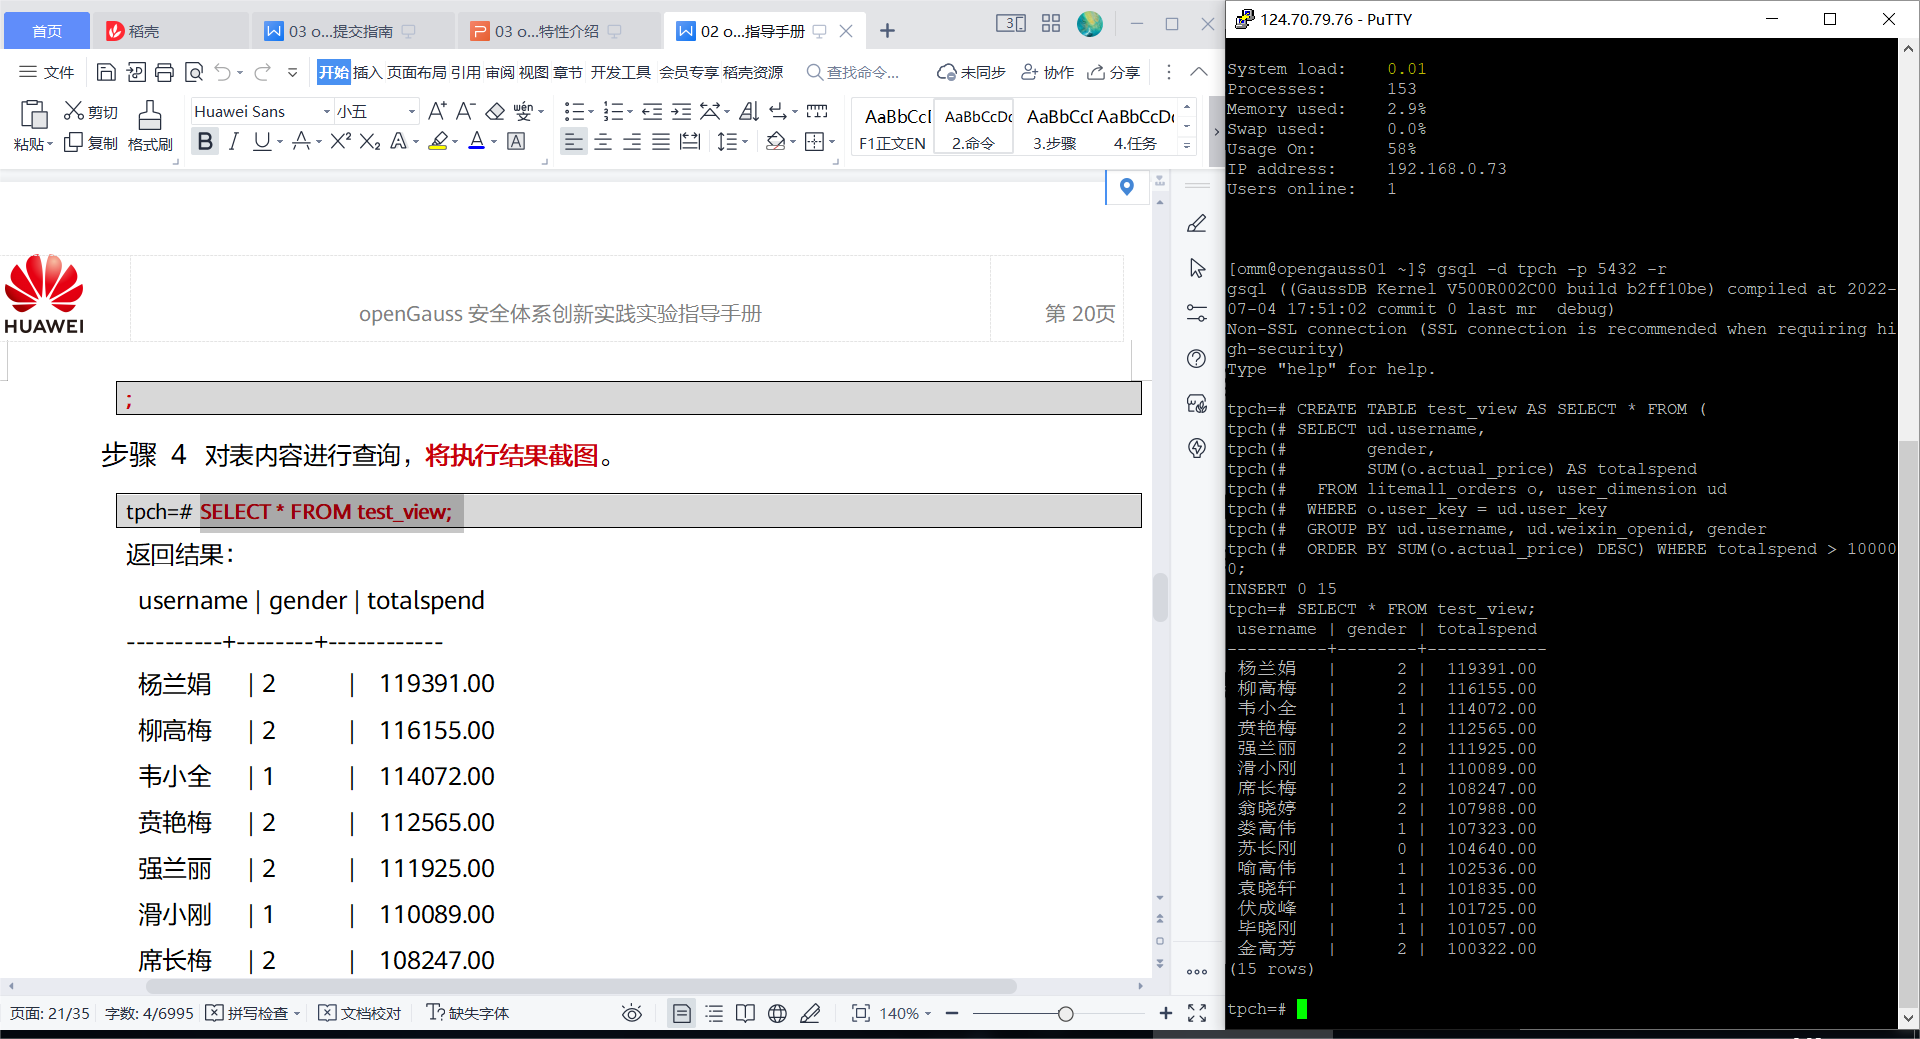 首页
稻壳
03 o...提交指南
03 o...特性介绍
02 o...指导手册
文件
开始 插入 页面布局 引用 审阅 视图 章节 开发工具 会员专享 稻壳资源
查找命令...
未同步
协作
分享
粘贴
剪切
复制
格式刷
Huawei Sans
小五
AaBbCcI
F1正文EN
AaBbCcDc
2.命令
AaBbCcI
3.步骤
AaBbCcDc
4.任务
HUAWEI
openGauss 安全体系创新实践实验指导手册
第 20页
;
步骤 4 对表内容进行查询，将执行结果截图。
tpch=# SELECT * FROM test_view;
返回结果：
username | gender | totalspend
----------+--------+------------
杨兰娟 | 2 | 119391.00
柳高梅 | 2 | 116155.00
韦小全 | 1 | 114072.00
贲艳梅 | 2 | 112565.00
强兰丽 | 2 | 111925.00
滑小刚 | 1 | 110089.00
席长梅 | 2 | 108247.00
页面: 21/35
字数: 4/6995
拼写检查
文档校对
缺失字体
140%
124.70.79.76 - PuTTY
System load: 0.01
Processes: 153
Memory used: 2.9%
Swap used: 0.0%
Usage On: 58%
IP address: 192.168.0.73
Users online: 1
[omm@opengauss01 ~]$ gsql -d tpch -p 5432 -r
gsql ((GaussDB Kernel V500R002C00 build b2ff10be) compiled at 2022-
07-04 17:51:02 commit 0 last mr  debug)
Non-SSL connection (SSL connection is recommended when requiring hi
gh-security)
Type "help" for help.
tpch=# CREATE TABLE test_view AS SELECT * FROM (
tpch(# SELECT ud.username,
tpch(#        gender,
tpch(#        SUM(o.actual_price) AS totalspend
tpch(#   FROM litemall_orders o, user_dimension ud
tpch(#  WHERE o.user_key = ud.user_key
tpch(#  GROUP BY ud.username, ud.weixin_openid, gender
tpch(#  ORDER BY SUM(o.actual_price) DESC) WHERE totalspend > 10000
0;
INSERT 0 15
tpch=# SELECT * FROM test_view;
username | gender | totalspend
----------+--------+------------
杨兰娟 | 2 | 119391.00
柳高梅 | 2 | 116155.00
韦小全 | 1 | 114072.00
贲艳梅 | 2 | 112565.00
强兰丽 | 2 | 111925.00
滑小刚 | 1 | 110089.00
席长梅 | 2 | 108247.00
翁晓婷 | 2 | 107988.00
娄高伟 | 1 | 107323.00
苏长刚 | 0 | 104640.00
喻高伟 | 1 | 102536.00
袁晓轩 | 1 | 101835.00
伏成峰 | 1 | 101725.00
毕晓刚 | 1 | 101057.00
金高芳 | 2 | 100322.00
(15 rows)
tpch=#